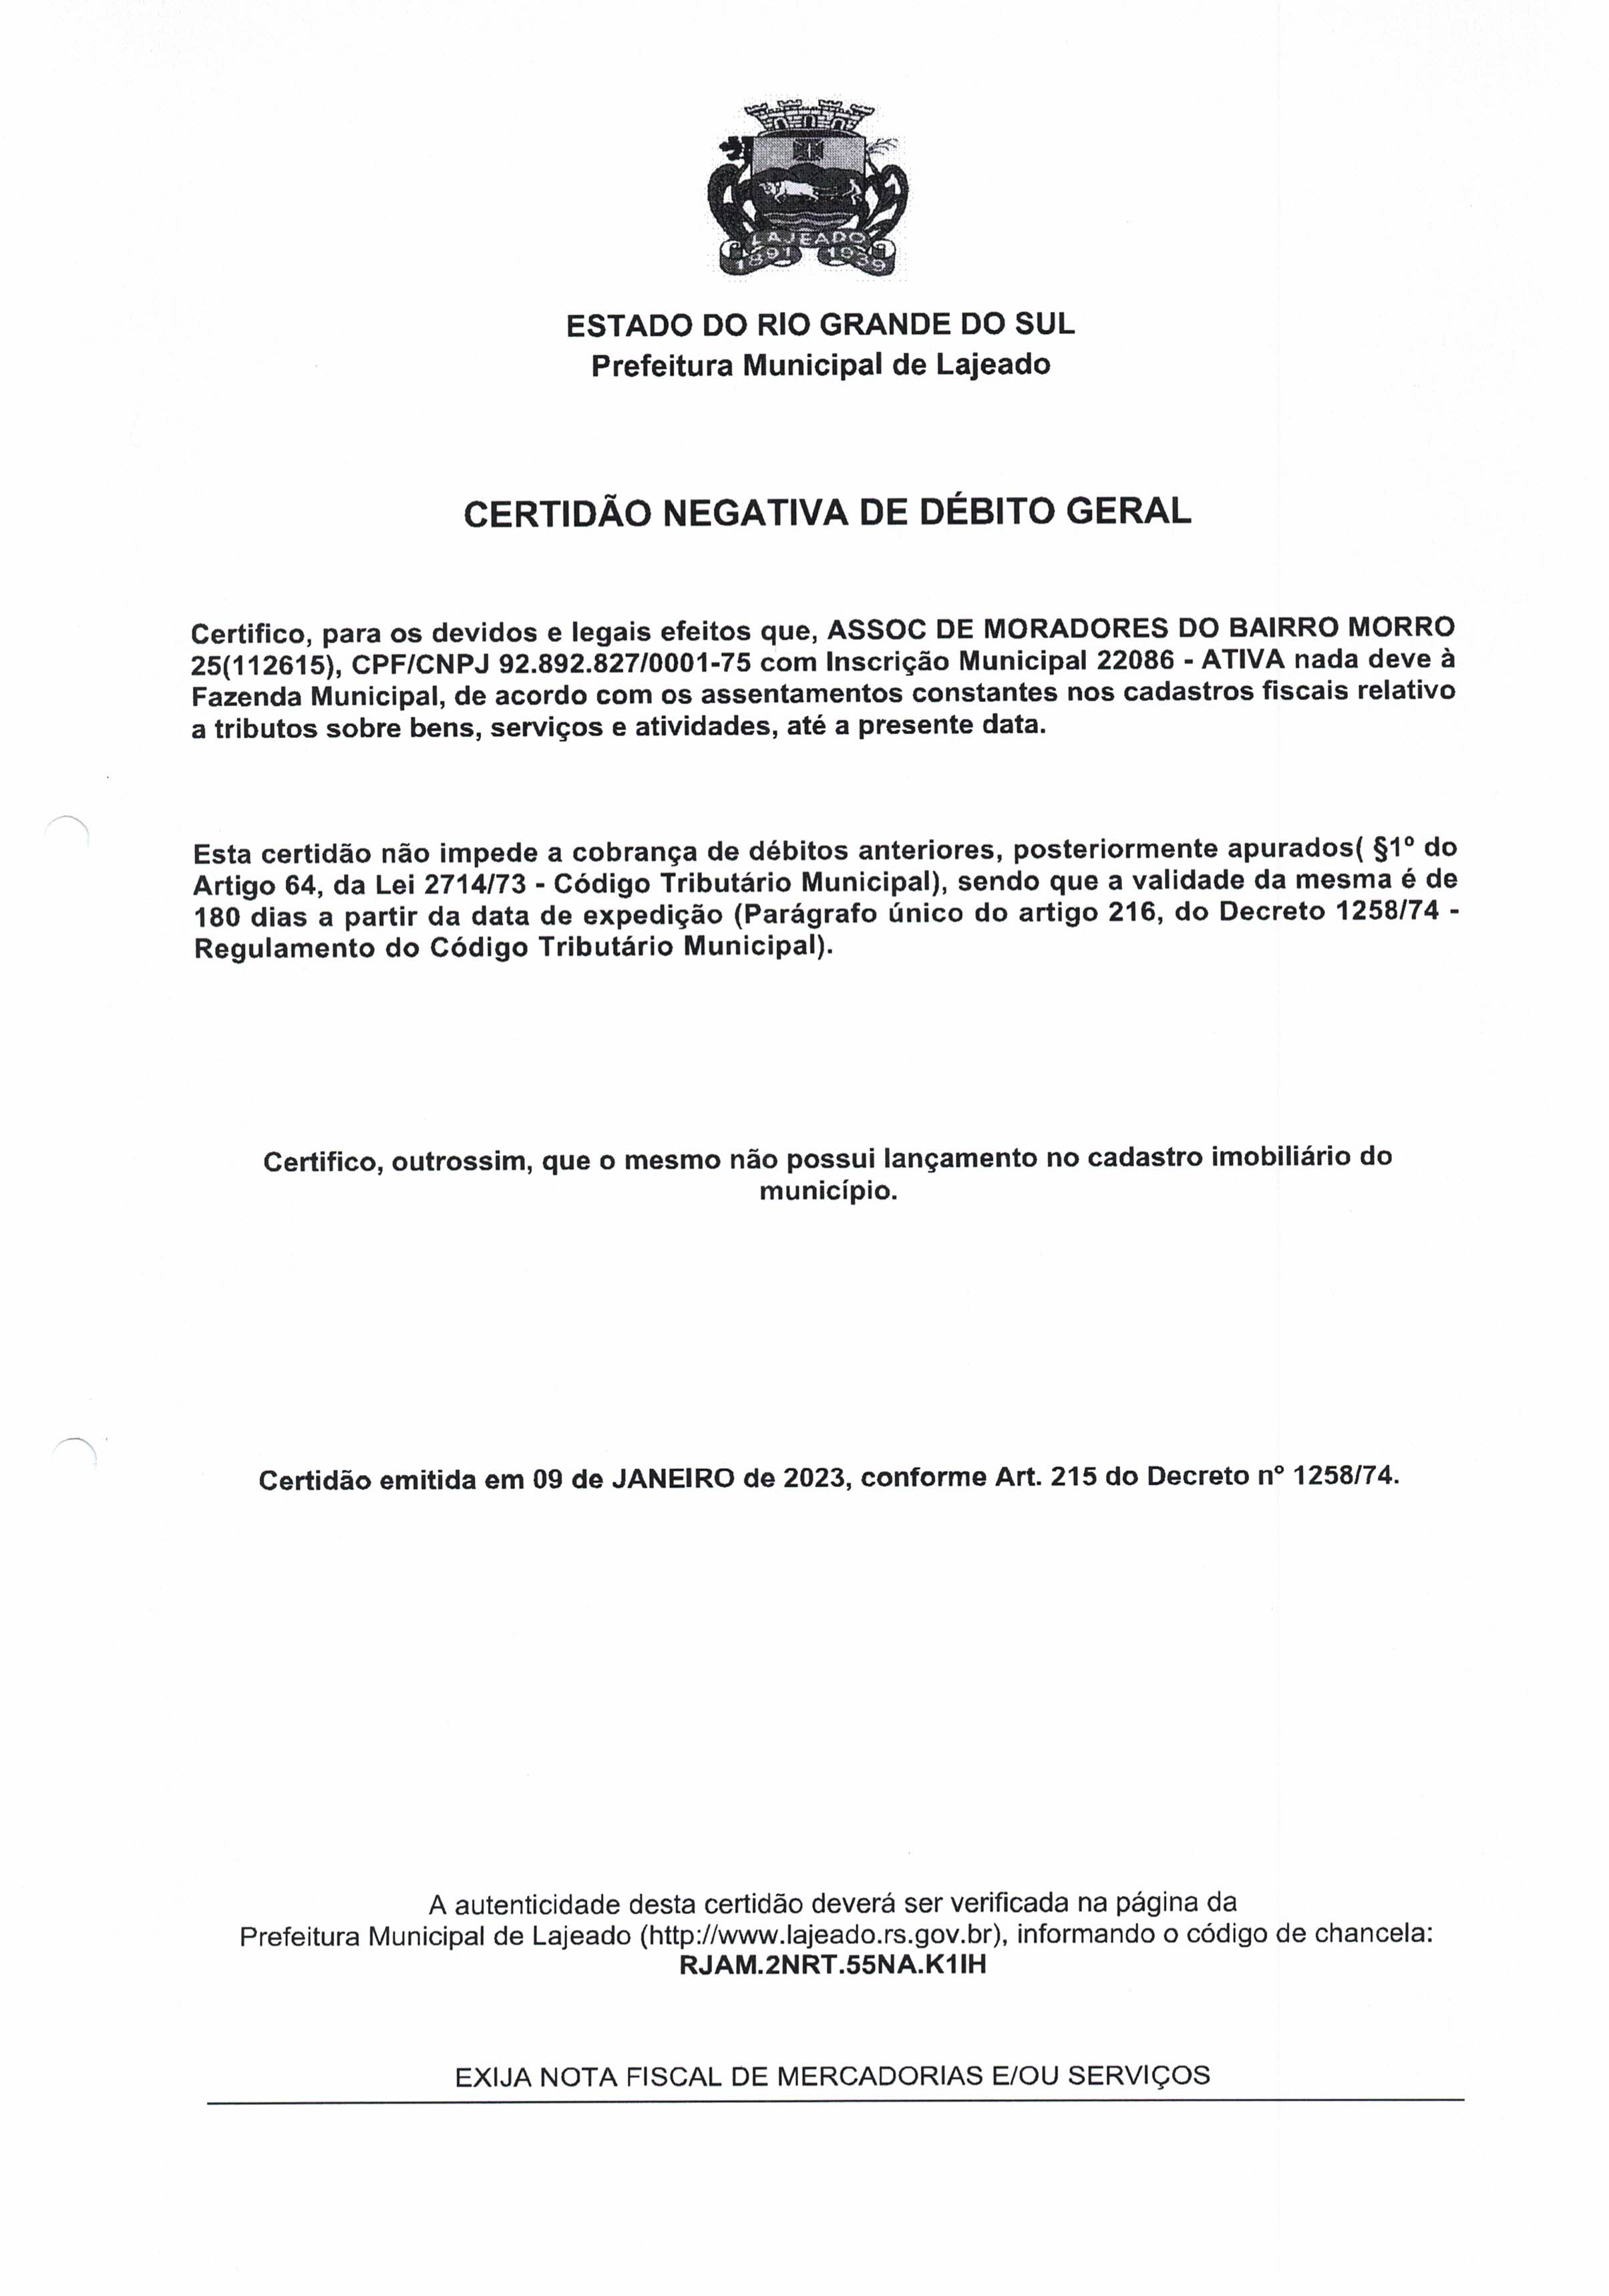 LAJEADO
1891 1939
ESTADO DO RIO GRANDE DO SUL
Prefeitura Municipal de Lajeado
CERTIDÃO NEGATIVA DE DÉBITO GERAL
Certifico, para os devidos e legais efeitos que, ASSOC DE MORADORES DO BAIRRO MORRO
25(112615), CPF/CNPJ 92.892.827/0001-75 com Inscrição Municipal 22086 - ATIVA nada deve à
Fazenda Municipal, de acordo com os assentamentos constantes nos cadastros fiscais relativo
a tributos sobre bens, serviços e atividades, até a presente data.
Esta certidão não impede a cobrança de débitos anteriores, posteriormente apurados( §1º do
Artigo 64, da Lei 2714/73 - Código Tributário Municipal), sendo que a validade da mesma é de
180 dias a partir da data de expedição (Parágrafo único do artigo 216, do Decreto 1258/74 -
Regulamento do Código Tributário Municipal).
Certifico, outrossim, que o mesmo não possui lançamento no cadastro imobiliário do
município.
Certidão emitida em 09 de JANEIRO de 2023, conforme Art. 215 do Decreto nº 1258/74.
A autenticidade desta certidão deverá ser verificada na página da
Prefeitura Municipal de Lajeado (http://www.lajeado.rs.gov.br), informando o código de chancela:
RJAM.2NRT.55NA.K1IH
EXIJA NOTA FISCAL DE MERCADORIAS E/OU SERVIÇOS